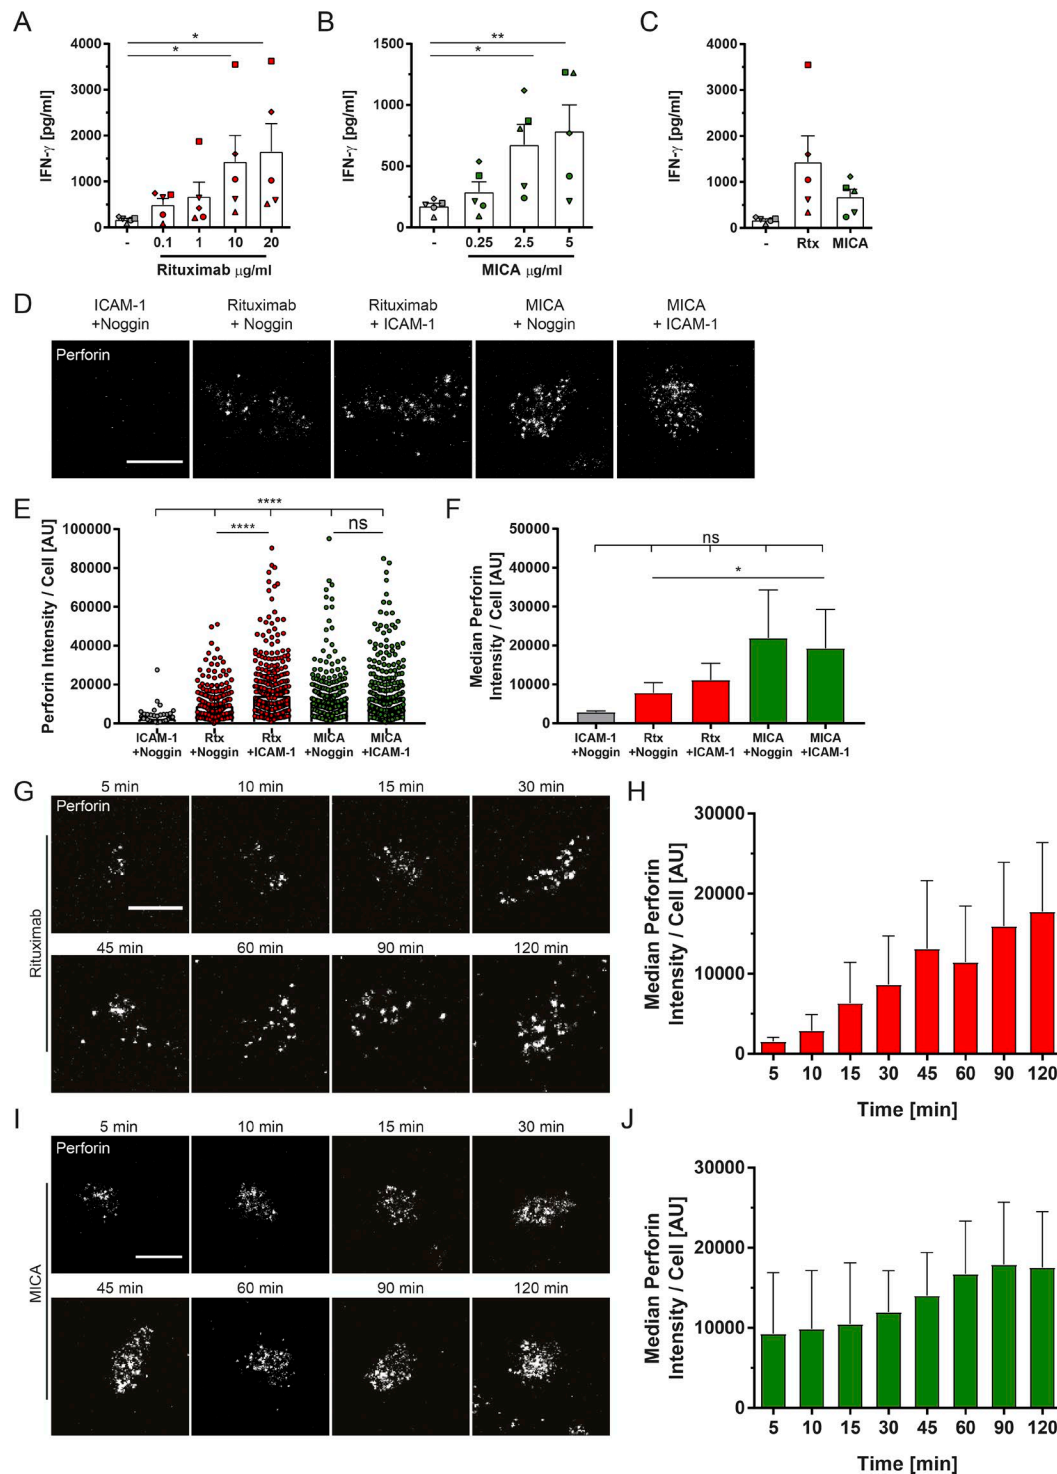 A
IFN-γ [pg/ml]
4000
3000
2000
1000
0
*
*
- 0.1 1 10 20
Rituximab μg/ml
B
IFN-γ [pg/ml]
1500
1000
500
0
**
*
- 0.25 2.5 5
MICA μg/ml
C
IFN-γ [pg/ml]
4000
3000
2000
1000
0
- Rtx MICA
D
ICAM-1 +Noggin
Rituximab + Noggin
Rituximab + ICAM-1
MICA + Noggin
MICA + ICAM-1
Perforin
E
Perforin Intensity / Cell [AU]
100000
80000
60000
40000
20000
0
****
****
ns
ICAM-1 +Noggin
Rtx +Noggin
Rtx +ICAM-1
MICA +Noggin
MICA +ICAM-1
F
Median Perforin
Intensity / Cell [AU]
50000
40000
30000
20000
10000
0
ns
*
ICAM-1 +Noggin
Rtx +Noggin
Rtx +ICAM-1
MICA +Noggin
MICA +ICAM-1
G
Rituximab
5 min 10 min 15 min 30 min
Perforin
45 min 60 min 90 min 120 min
H
Median Perforin
Intensity / Cell [AU]
30000
20000
10000
0
5 10 15 30 45 60 90 120
Time [min]
I
MICA
5 min 10 min 15 min 30 min
Perforin
45 min 60 min 90 min 120 min
J
Median Perforin
Intensity / Cell [AU]
30000
20000
10000
0
5 10 15 30 45 60 90 120
Time [min]